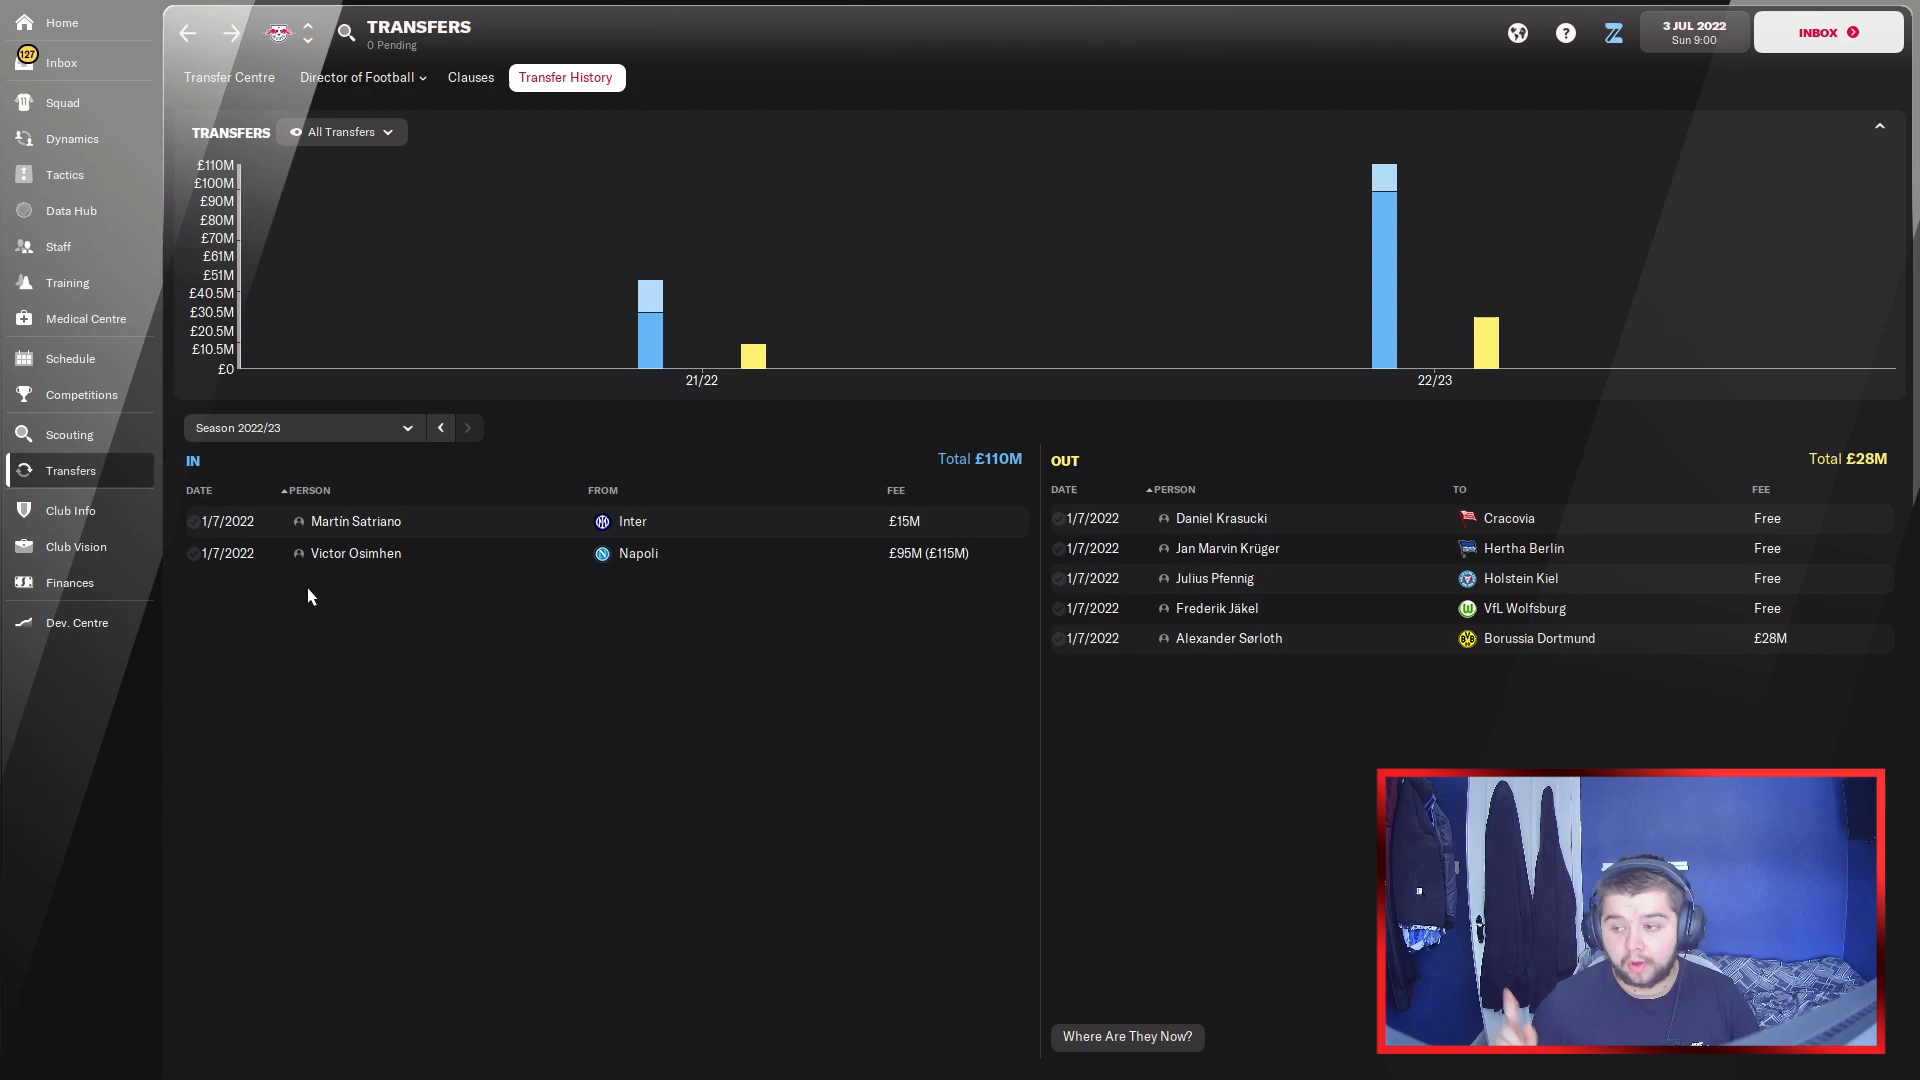 Home
127
Inbox
Squad
Dynamics
Tactics
Data Hub
Staff
Training
Medical Centre
Schedule
Competitions
Scouting
Transfers
Club Info
Club Vision
Finances
Dev. Centre
TRANSFERS
0 Pending
3 JUL 2022
Sun 9:00
INBOX
Transfer Centre
Director of Football
Clauses
Transfer History
TRANSFERS
All Transfers
£110M
£100M
£90M
£80M
£70M
£61M
£51M
£40.5M
£30.5M
£20.5M
£10.5M
£0
21/22
22/23
Season 2022/23
IN
Total £110M
DATE PERSON FROM FEE
1/7/2022 Martín Satriano Inter £15M
1/7/2022 Victor Osimhen Napoli £95M (£115M)
OUT
Total £28M
DATE PERSON TO FEE
1/7/2022 Daniel Krasucki Cracovia Free
1/7/2022 Jan Marvin Krüger Hertha Berlin Free
1/7/2022 Julius Pfennig Holstein Kiel Free
1/7/2022 Frederik Jäkel VfL Wolfsburg Free
1/7/2022 Alexander Sørloth Borussia Dortmund £28M
Where Are They Now?